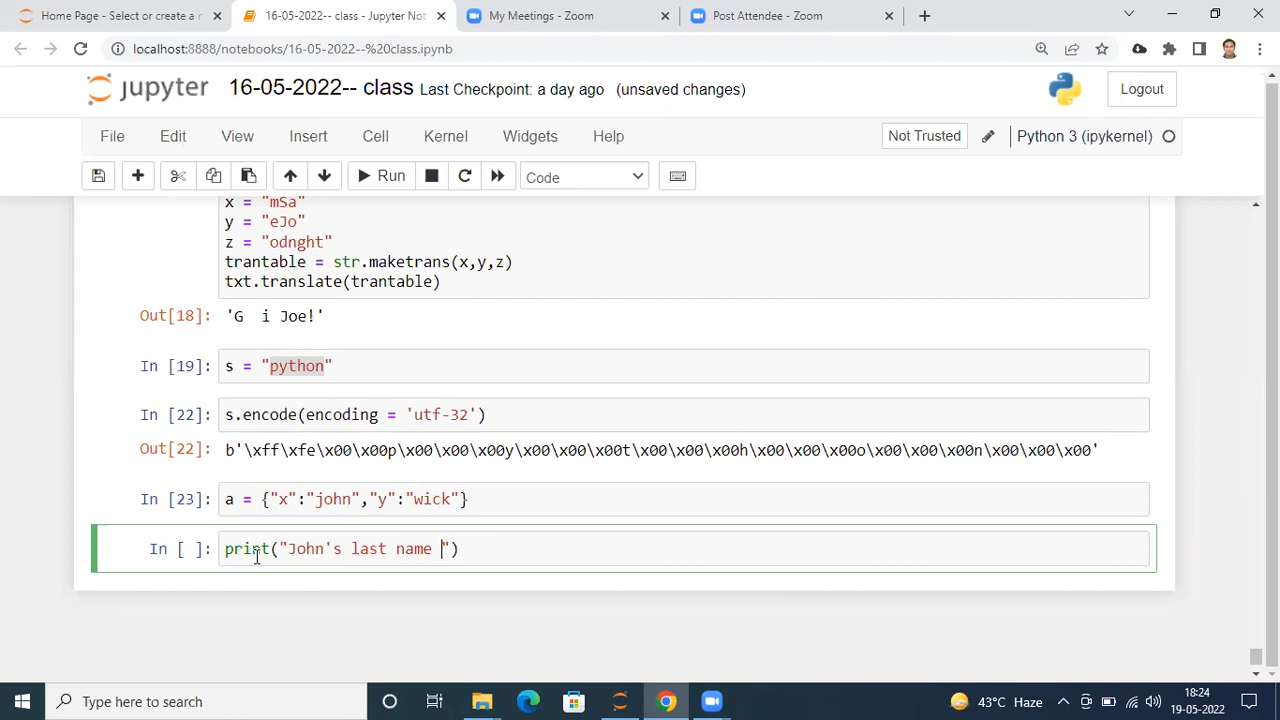 Home Page - Select or create a r
16-05-2022-- class - Jupyter Not
My Meetings - Zoom
Post Attendee - Zoom
localhost:8888/notebooks/16-05-2022--%20class.ipynb
jupyter 16-05-2022-- class Last Checkpoint: a day ago (unsaved changes) Logout
File Edit View Insert Cell Kernel Widgets Help Not Trusted Python 3 (ipykernel)
Run Code
x = "mSa"
y = "eJo"
z = "odnght"
trantable = str.maketrans(x,y,z)
txt.translate(trantable)
Out[18]: 'G  i Joe!'
In [19]: s = "python"
In [22]: s.encode(encoding = 'utf-32')
Out[22]: b'\xff\xfe\x00\x00p\x00\x00\x00y\x00\x00\x00t\x00\x00\x00h\x00\x00\x00o\x00\x00\x00n\x00\x00\x00'
In [23]: a = {"x":"john","y":"wick"}
In [ ]: print("John's last name ")
Type here to search
43°C Haze
18:24
19-05-2022